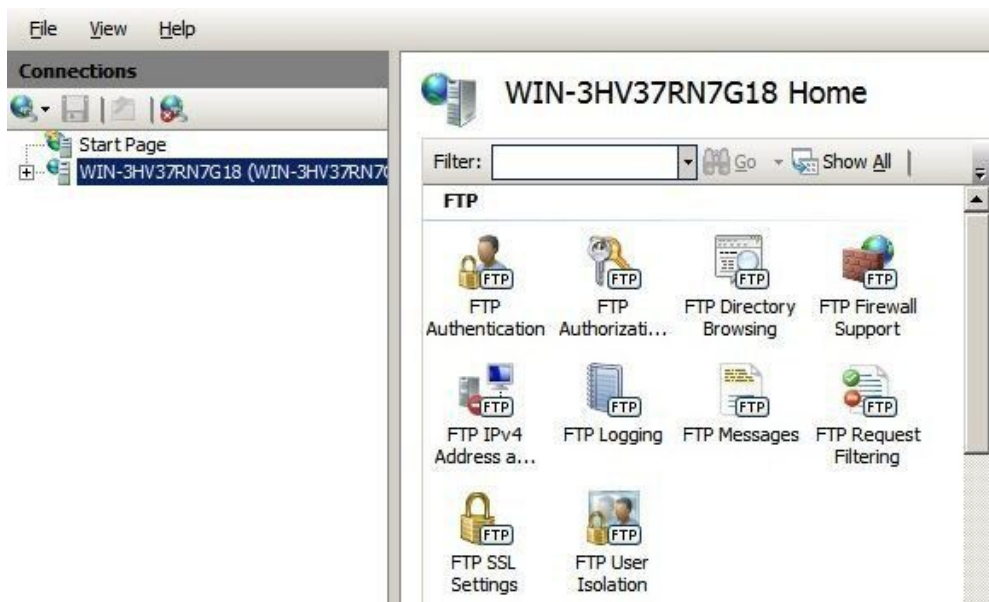 File View Help
Connections
WIN-3HV37RN7G18 Home
Start Page
WIN-3HV37RN7G18 (WIN-3HV37RN7
Filter: Go Show All
FTP
FTP FTP FTP FTP
FTP Authentication
FTP Authorizati...
FTP Directory Browsing
FTP Firewall Support
FTP FTP FTP FTP
FTP IPv4 Address a...
FTP Logging
FTP Messages
FTP Request Filtering
FTP FTP
FTP SSL Settings
FTP User Isolation